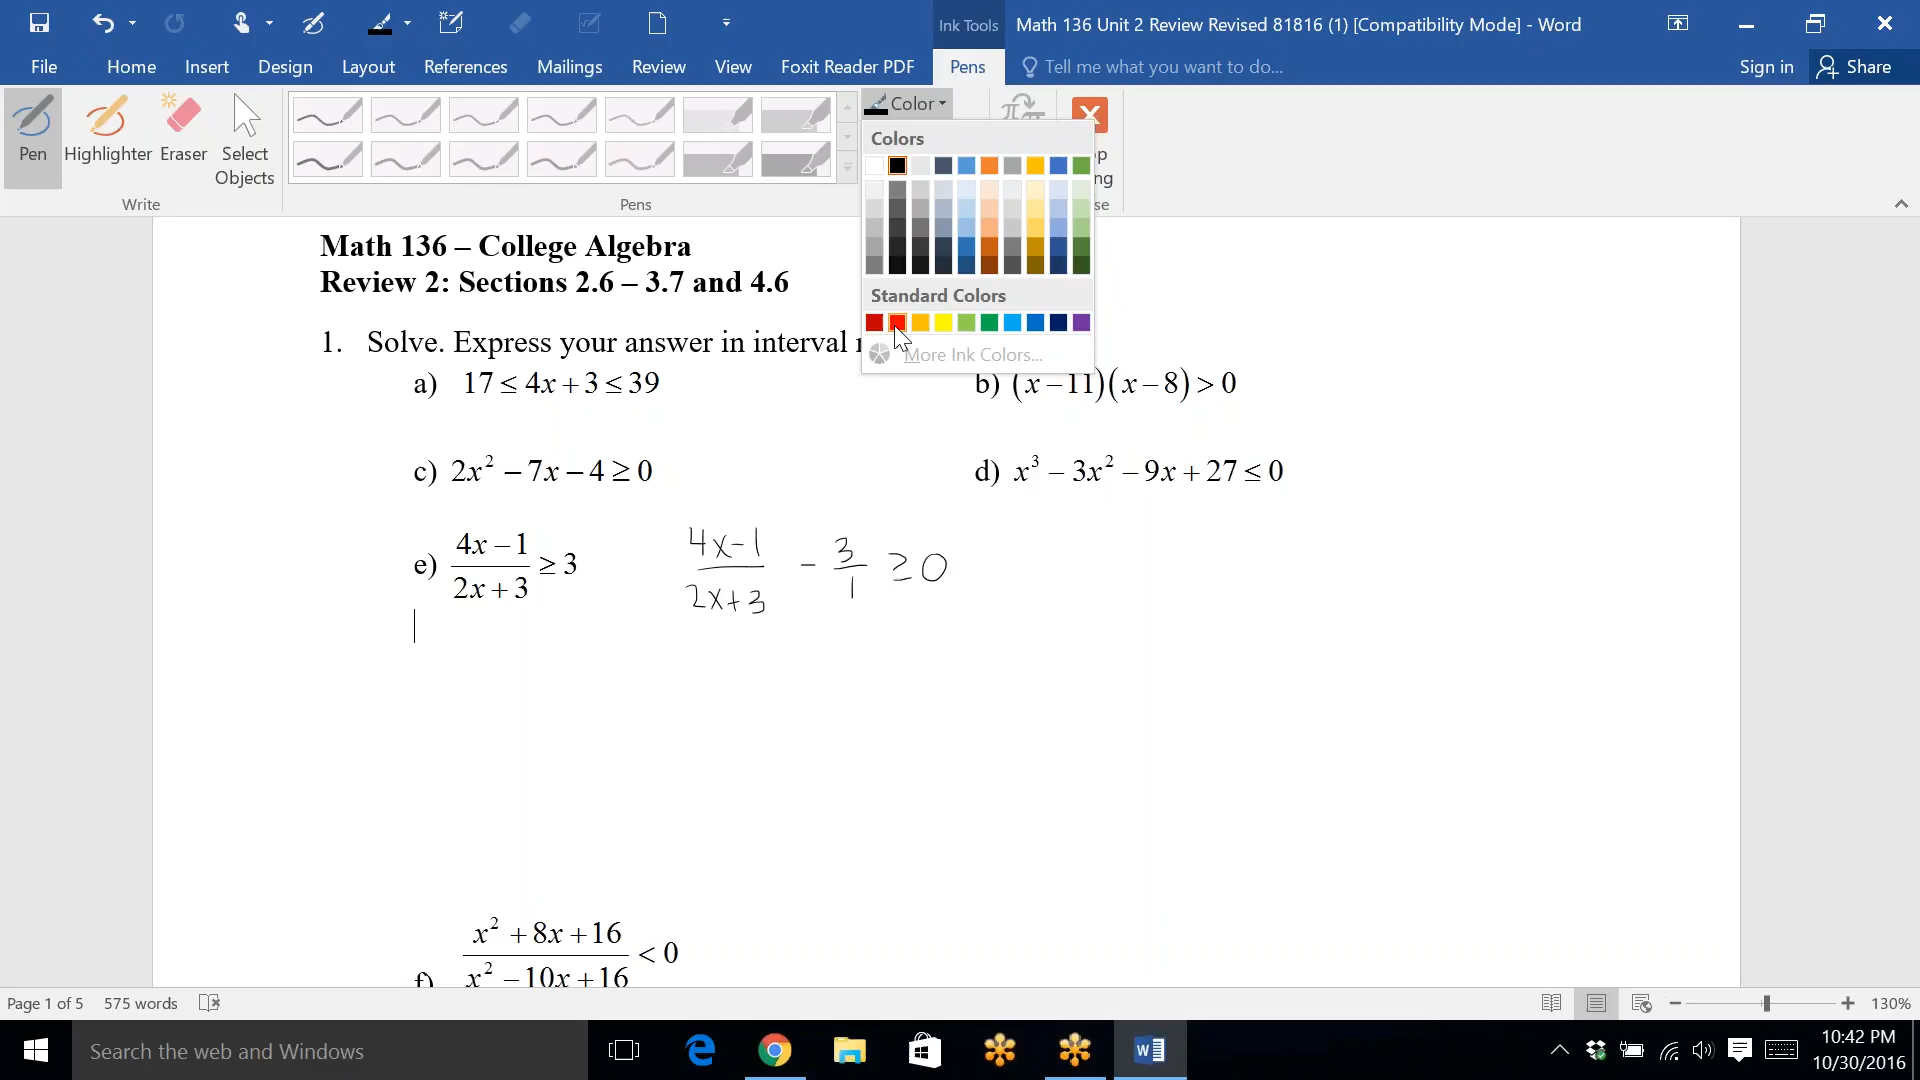 Ink Tools
Math 136 Unit 2 Review Revised 81816 (1) [Compatibility Mode] - Word
File
Home
Insert
Design
Layout
References
Mailings
Review
View
Foxit Reader PDF
Pens
Tell me what you want to do...
Sign in
Share
Pen
Highlighter
Eraser
Select
Objects
Write
Pens
Color
Colors
Standard Colors
More Ink Colors...
Math 136 – College Algebra
Review 2: Sections 2.6 – 3.7 and 4.6
1. Solve. Express your answer in interval
a) 17 ≤ 4x + 3 ≤ 39
b) (x – 11)(x – 8) > 0
c) 2x² – 7x – 4 ≥ 0
d) x³ – 3x² – 9x + 27 ≤ 0
e) (4x – 1)/(2x + 3) ≥ 3
4x-1/2x+3 - 3/1 ≥ 0
f) (x² + 8x + 16)/(x² – 10x + 16) < 0
Page 1 of 5
575 words
130%
Search the web and Windows
10:42 PM
10/30/2016